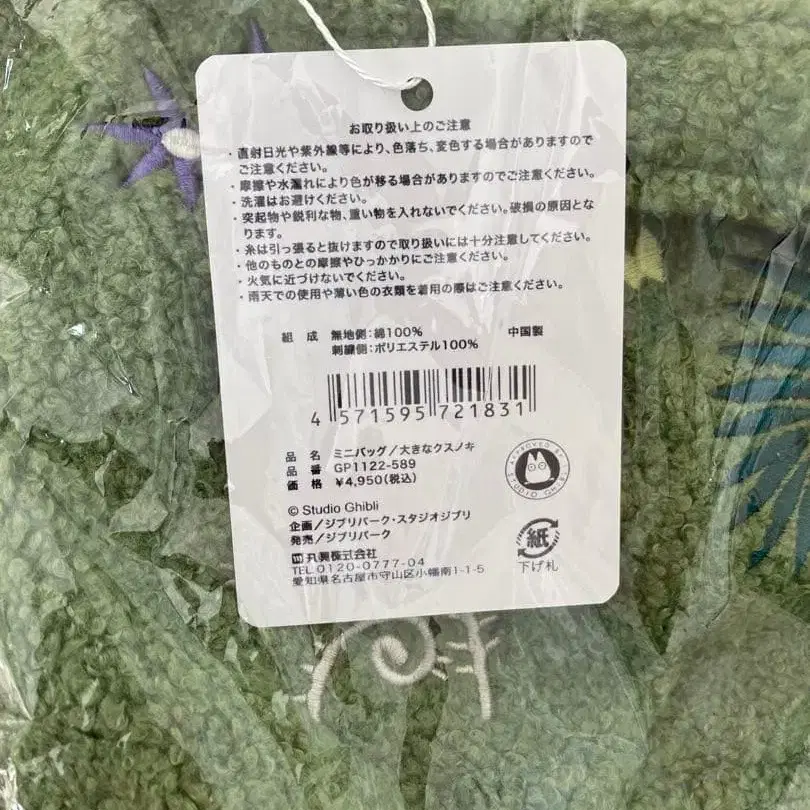 お取り扱い上のご注意
・直射日光や紫外線等により、色落ち、変色する場合がありますので
ご注意ください。
・摩擦や水濡れにより色が移る場合がありますのでご注意ください。
・洗濯はお避けください。
・突起物や鋭利な物、重い物を入れないでください。破損の原因とな
ります。
・糸は引っ張ると抜けますので取り扱いには十分注意してください。
・他のものとの摩擦やひっかかりにご注意ください。
・火気に近づけないでください。
・雨天での使用や薄い色の衣類を着用の際はご注意ください。
組 成 無地側:綿100% 中国製
刺繍側:ポリエステル100%
4 571595 721831
品 名 ミニバッグ/大きなクスノキ
品 番 GP1122-589
価 格 ¥4,950(税込)
APPROVED BY
STUDIO GHIBLI
© Studio Ghibli
企画/ジブリパーク・スタジオジブリ
発売/ジブリパーク
丸眞株式会社
TEL 0120-0777-04
愛知県名古屋市守山区小幡南1-1-5
紙
下げ札